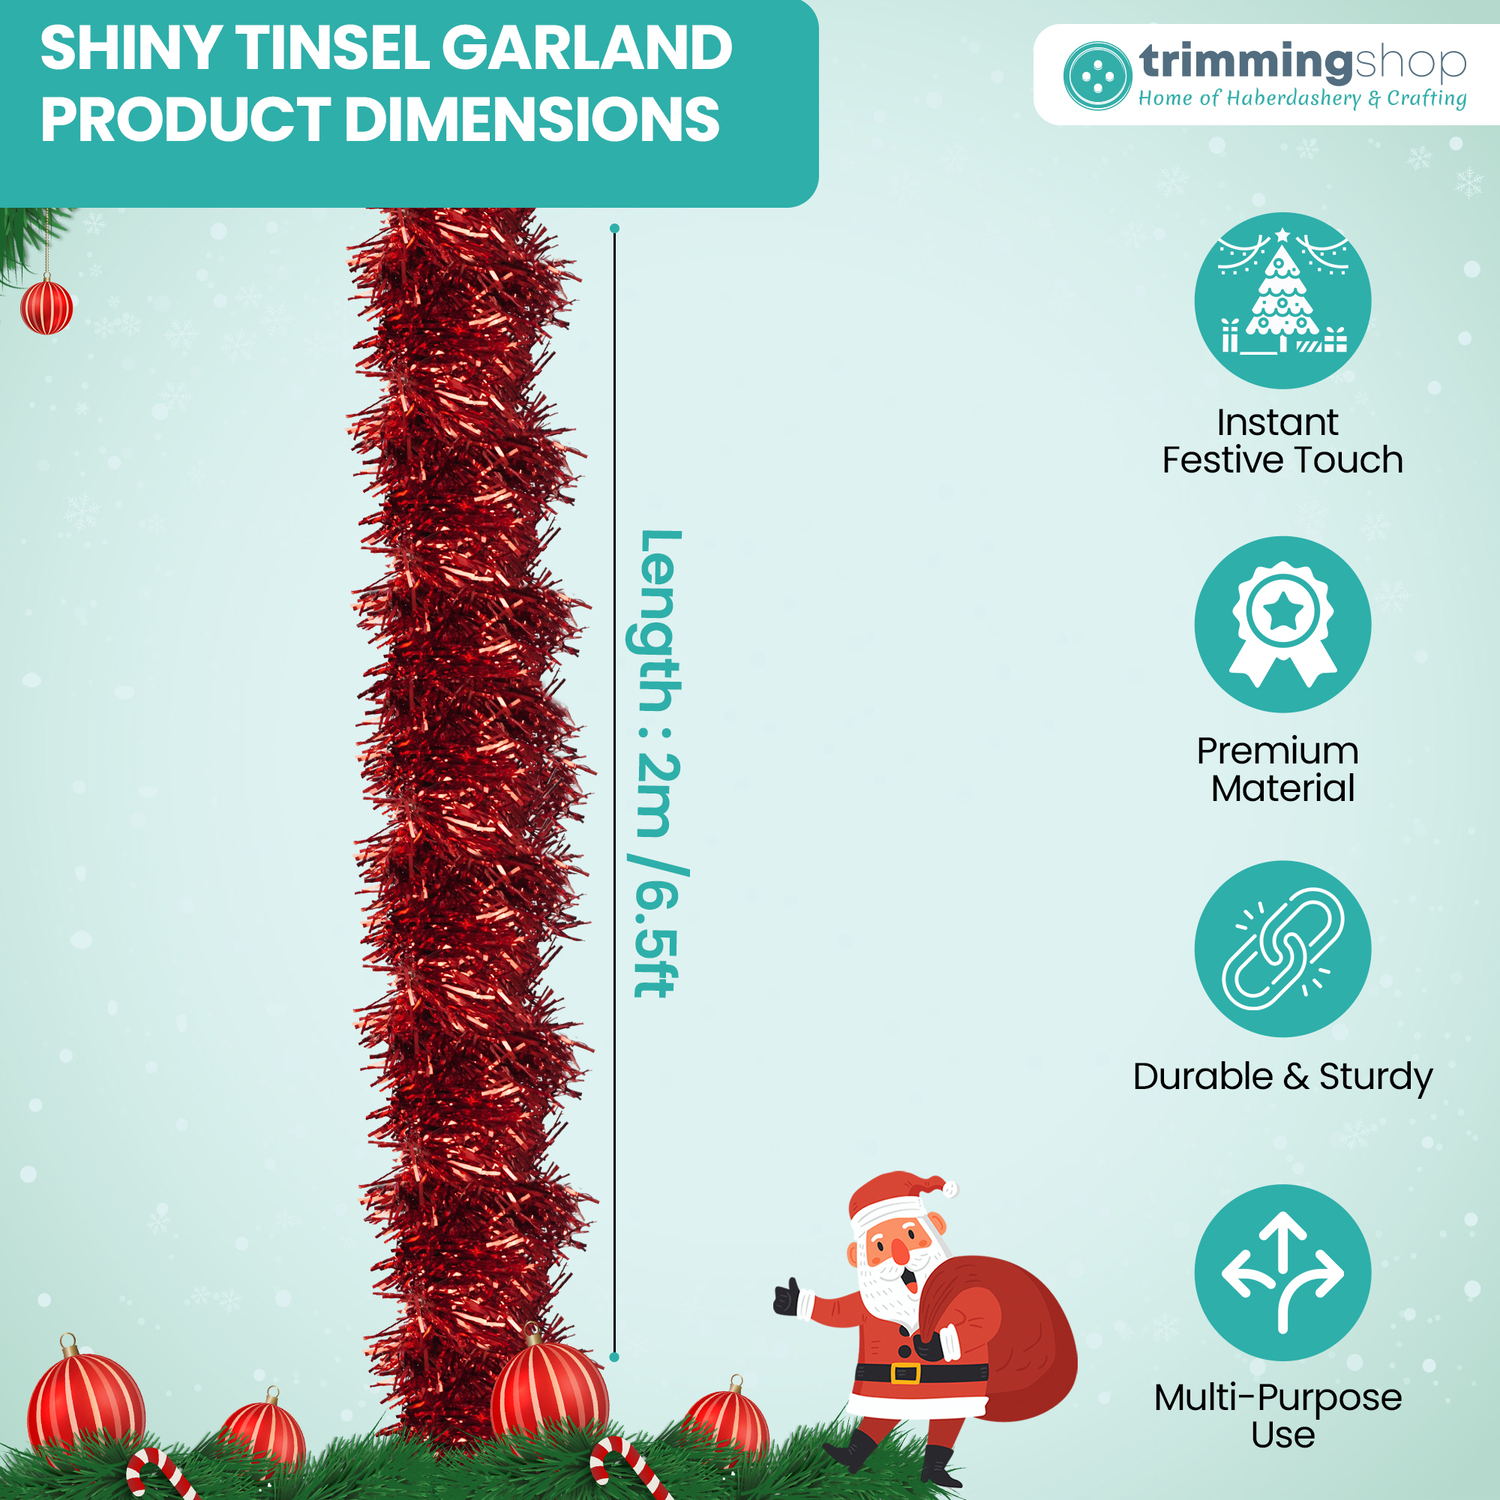 SHINY TINSEL GARLAND
PRODUCT DIMENSIONS
trimmingshop
Home of Haberdashery & Crafting
Length : 2m /6.5ft
Instant
Festive Touch
Premium
Material
Durable & Sturdy
Multi-Purpose
Use